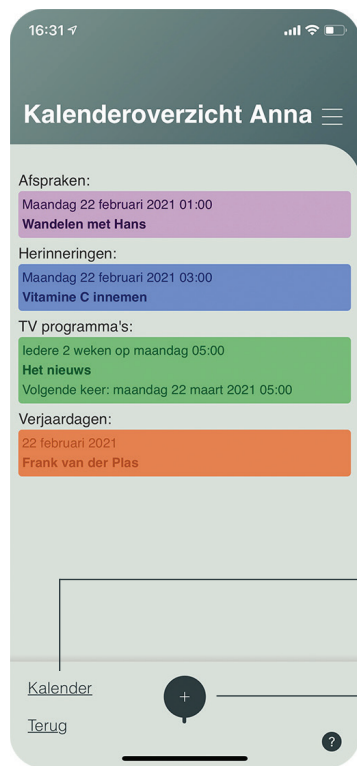 16:31
Kalenderoverzicht Anna
Afspraken:
Maandag 22 februari 2021 01:00
Wandelen met Hans
Herinneringen:
Maandag 22 februari 2021 03:00
Vitamine C innemen
TV programma's:
Iedere 2 weken op maandag 05:00
Het nieuws
Volgende keer: maandag 22 maart 2021 05:00
Verjaardagen:
22 februari 2021
Frank van der Plas
Kalender
+
Terug
?